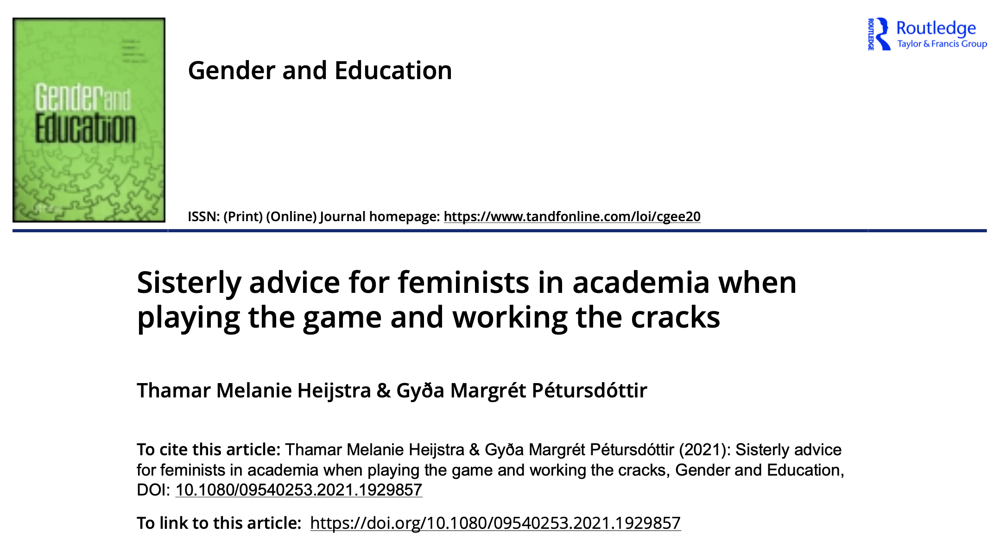 ROUTLEDGE
Routledge
Taylor & Francis Group
Gender and
Education
Gender and Education
ISSN: (Print) (Online) Journal homepage: https://www.tandfonline.com/loi/cgee20
Sisterly advice for feminists in academia when
playing the game and working the cracks
Thamar Melanie Heijstra & Gyða Margrét Pétursdóttir
To cite this article: Thamar Melanie Heijstra & Gyða Margrét Pétursdóttir (2021): Sisterly advice
for feminists in academia when playing the game and working the cracks, Gender and Education,
DOI: 10.1080/09540253.2021.1929857
To link to this article: https://doi.org/10.1080/09540253.2021.1929857